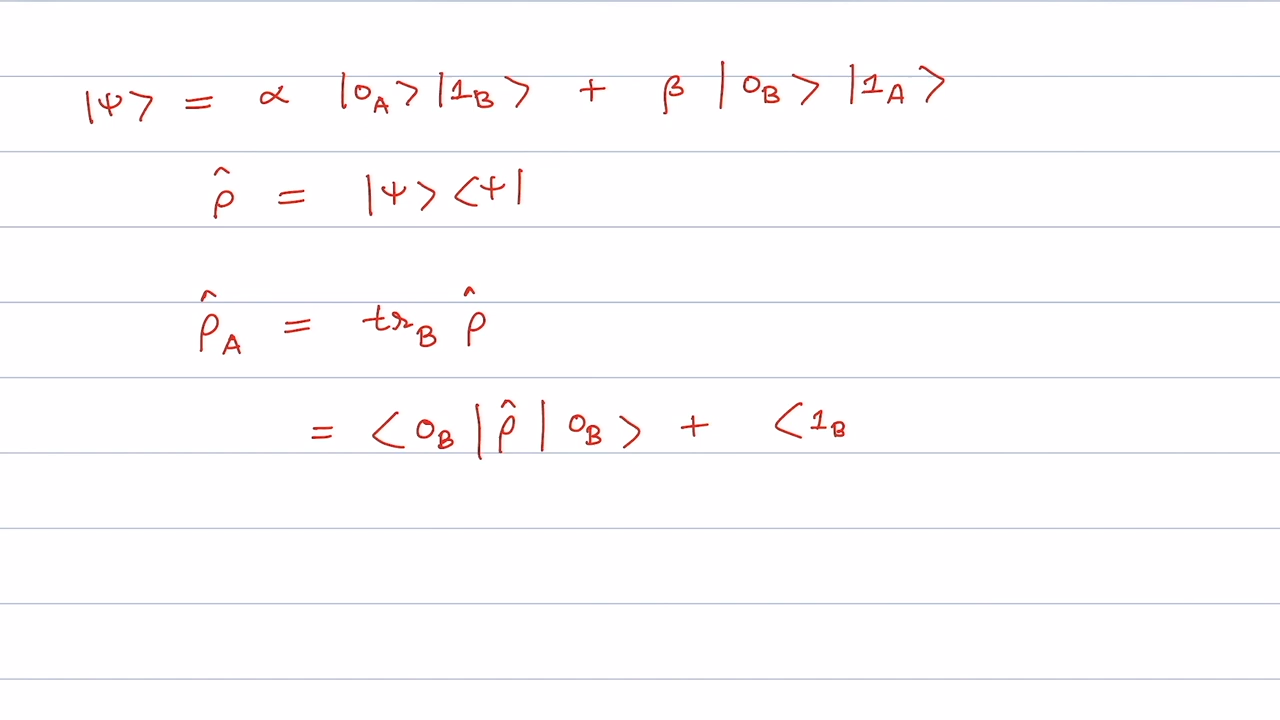 |ψ> = α |0_A>|1_B> + β |0_B>|1_A>
ρ̂ = |ψ><ψ|
ρ̂_A = tr_B ρ̂
= <0_B|ρ̂|0_B> + <1_B